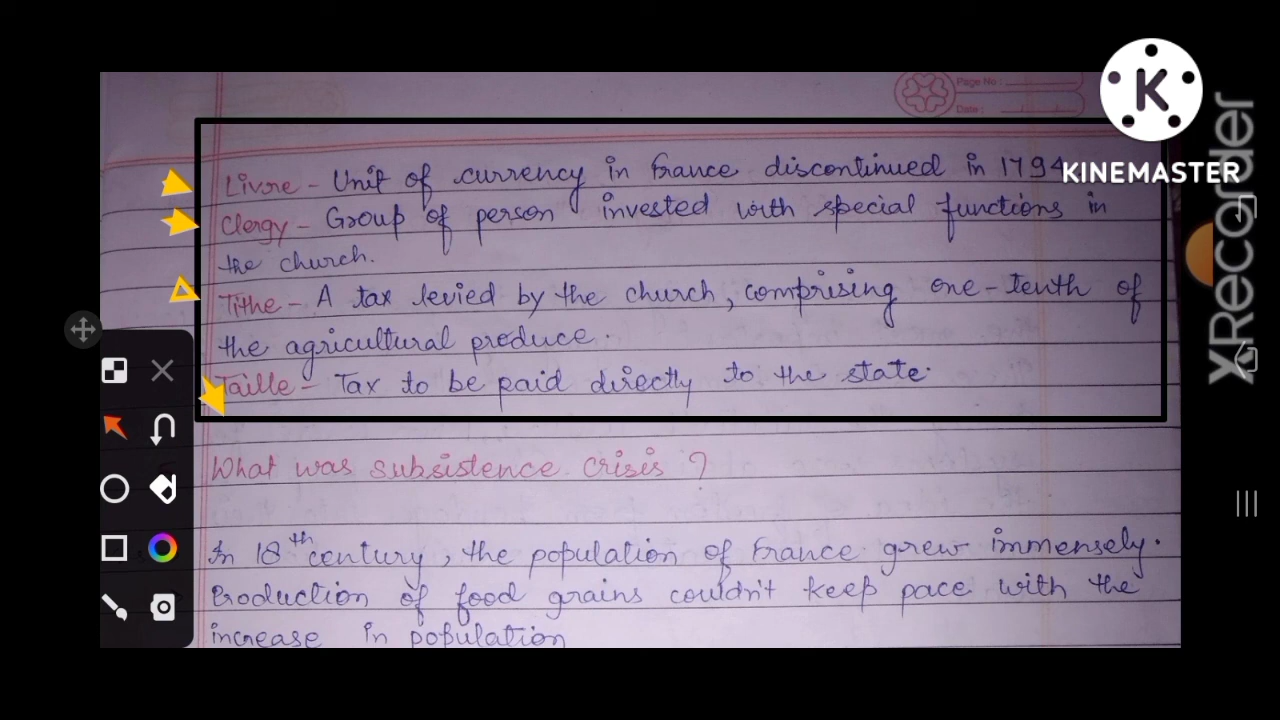 Page No :
Date :
Livre - Unit of currency in france discontinued in 1794
Clergy - Group of person invested with special functions in
the church.
Tithe - A tax levied by the church, comprising one-tenth of
the agricultural produce.
Taille - Tax to be paid directly to the state.
What was subsistence crisis ?
In 18th century, the population of france grew immensely.
Production of food grains couldn't keep pace with the
increase in population
K
KINEMASTER
XRecorder